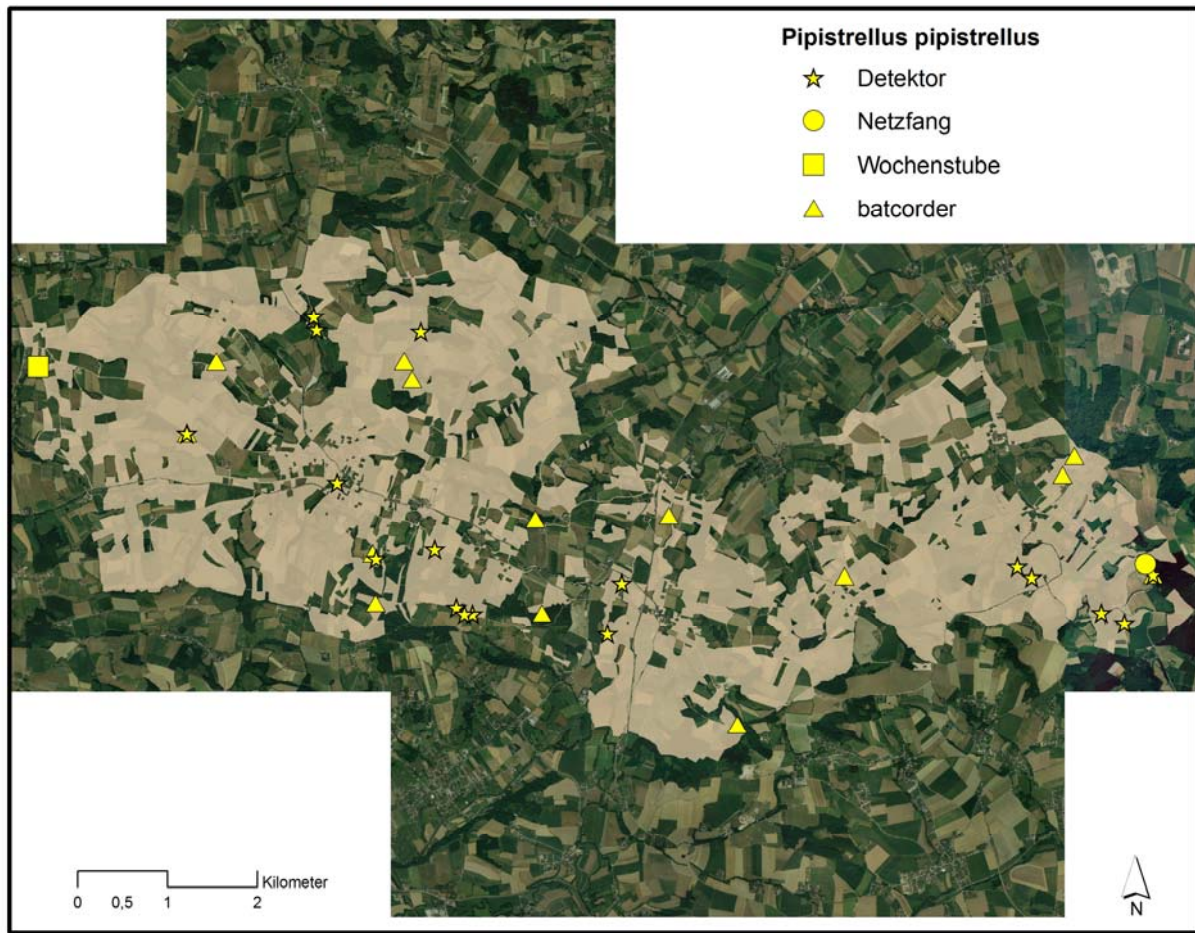 Pipistrellus pipistrellus
Detektor
Netzfang
Wochenstube
batcorder
Kilometer
0 0,5 1 2
N